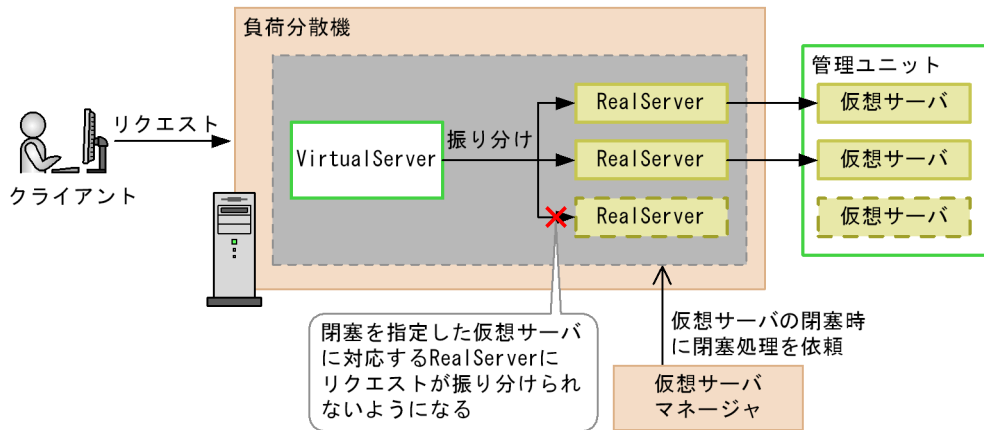 負荷分散機
管理ユニット
リクエスト
クライアント
VirtualServer
振り分け
RealServer
仮想サーバ
RealServer
仮想サーバ
RealServer
仮想サーバ
閉塞を指定した仮想サーバ
に対応するRealServerに
リクエストが振り分けられ
ないようになる
仮想サーバの閉塞時
に閉塞処理を依頼
仮想サーバ
マネージャ